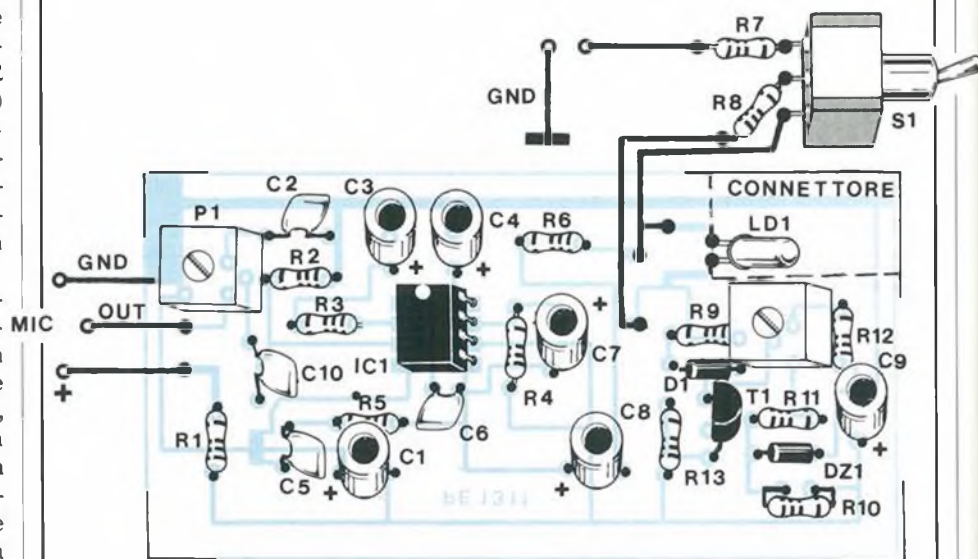 R7
GND
R8
S1
CONNETTORE
C2
C3
P1
C4
R6
LD1
GND
R2
MIC
OUT
R3
R9
R12
+
IC1
C10
C7
C9
R4
D1
T1
R11
R5
C8
R1
C6
C1
DZ1
C5
R13
R10
RE 1311
+
+
+
+
+
+